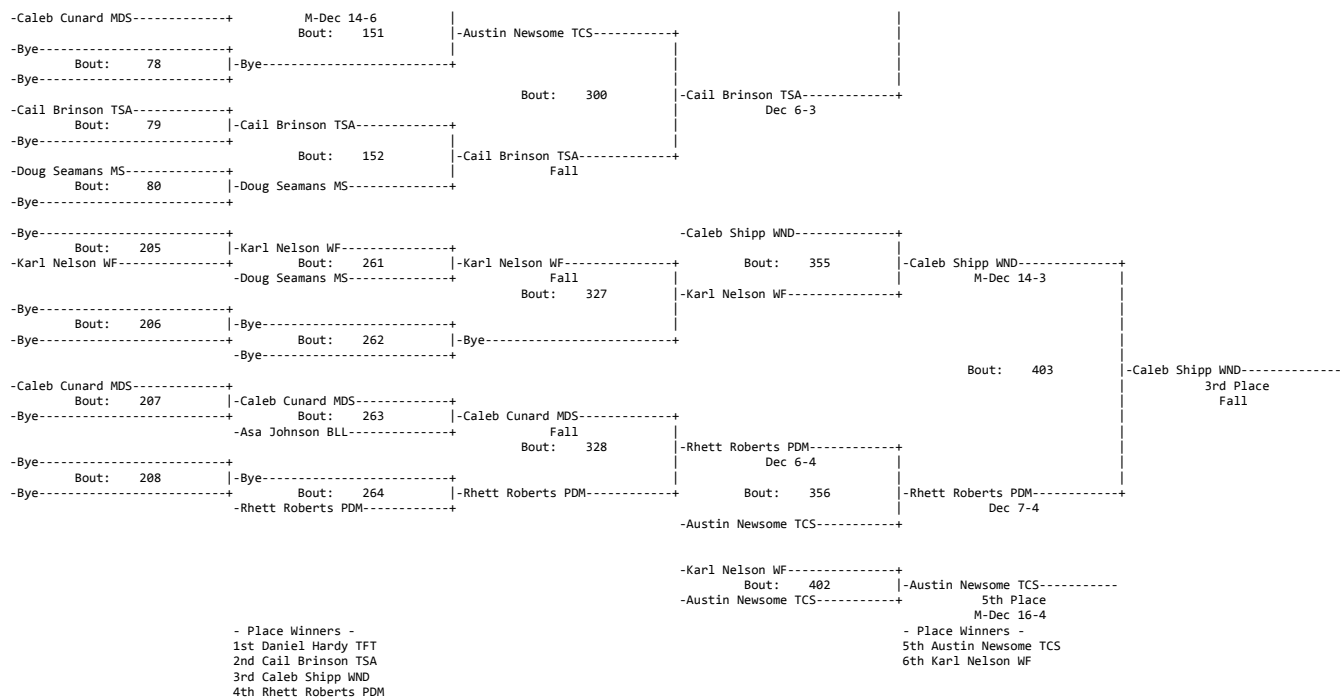 -Caleb Cunard MDS-------------+ M-Dec 14-6 | |
Bout: 151 |-Austin Newsome TCS-----------+ |
-Bye--------------------------+ | | |
Bout: 78 |-Bye--------------------------+ | |
-Bye--------------------------+ | |
Bout: 300 |-Cail Brinson TSA-------------+
-Cail Brinson TSA-------------+ | Dec 6-3
Bout: 79 |-Cail Brinson TSA-------------+ |
-Bye--------------------------+ | |
Bout: 152 |-Cail Brinson TSA-------------+
-Doug Seamans MS--------------+ | Fall
Bout: 80 |-Doug Seamans MS--------------+
-Bye--------------------------+
-Bye--------------------------+ -Caleb Shipp WND--------------+
Bout: 205 |-Karl Nelson WF---------------+ |
-Karl Nelson WF---------------+ Bout: 261 |-Karl Nelson WF---------------+ Bout: 355 |-Caleb Shipp WND--------------+
-Doug Seamans MS--------------+ Fall | | M-Dec 14-3 |
Bout: 327 |-Karl Nelson WF---------------+ |
-Bye--------------------------+ | |
Bout: 206 |-Bye--------------------------+ | |
-Bye--------------------------+ Bout: 262 |-Bye--------------------------+ |
-Bye--------------------------+ |
Bout: 403 |-Caleb Shipp WND--------------
-Caleb Cunard MDS-------------+ | 3rd Place
Bout: 207 |-Caleb Cunard MDS-------------+ | Fall
-Bye--------------------------+ Bout: 263 |-Caleb Cunard MDS-------------+ |
-Asa Johnson BLL--------------+ Fall | |
Bout: 328 |-Rhett Roberts PDM------------+ |
-Bye--------------------------+ | Dec 6-4 | |
Bout: 208 |-Bye--------------------------+ | | |
-Bye--------------------------+ Bout: 264 |-Rhett Roberts PDM------------+ Bout: 356 |-Rhett Roberts PDM------------+
-Rhett Roberts PDM------------+ | Dec 7-4
-Austin Newsome TCS-----------+
-Karl Nelson WF---------------+
Bout: 402 |-Austin Newsome TCS-----------
-Austin Newsome TCS-----------+ 5th Place
M-Dec 16-4
- Place Winners - - Place Winners -
1st Daniel Hardy TFT 5th Austin Newsome TCS
2nd Cail Brinson TSA 6th Karl Nelson WF
3rd Caleb Shipp WND
4th Rhett Roberts PDM